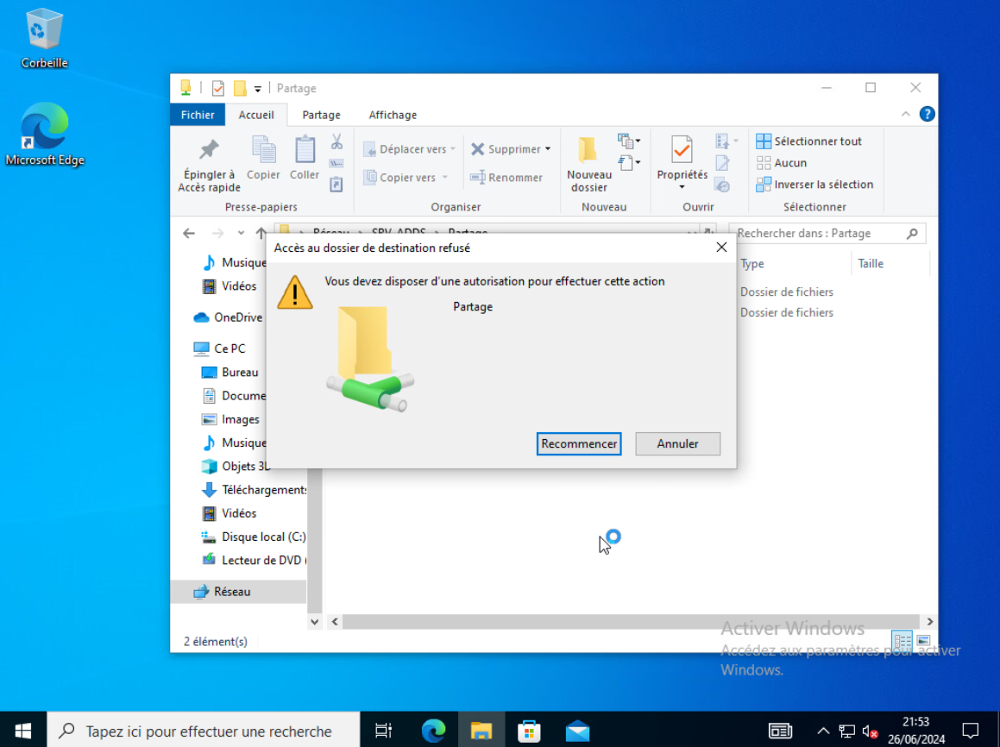 Corbeille
Microsoft Edge
Partage
Fichier
Accueil
Partage
Affichage
Épingler à
Accès rapide
Copier
Coller
Déplacer vers
Copier vers
Supprimer
Renommer
Nouveau
dossier
Propriétés
Sélectionner tout
Aucun
Inverser la sélection
Presse-papiers
Organiser
Nouveau
Ouvrir
Sélectionner
Réseau
SRV-ADDS
Partage
Rechercher dans : Partage
Accès au dossier de destination refusé
Vous devez disposer d'une autorisation pour effectuer cette action
Partage
Recommencer
Annuler
Type
Taille
Dossier de fichiers
Dossier de fichiers
Musique
Vidéos
OneDrive
Ce PC
Bureau
Docume
Images
Musique
Objets 3D
Téléchargements
Vidéos
Disque local (C:)
Lecteur de DVD (
Réseau
2 élément(s)
Activer Windows
Accédez aux paramètres pour activer
Windows.
Tapez ici pour effectuer une recherche
21:53
26/06/2024